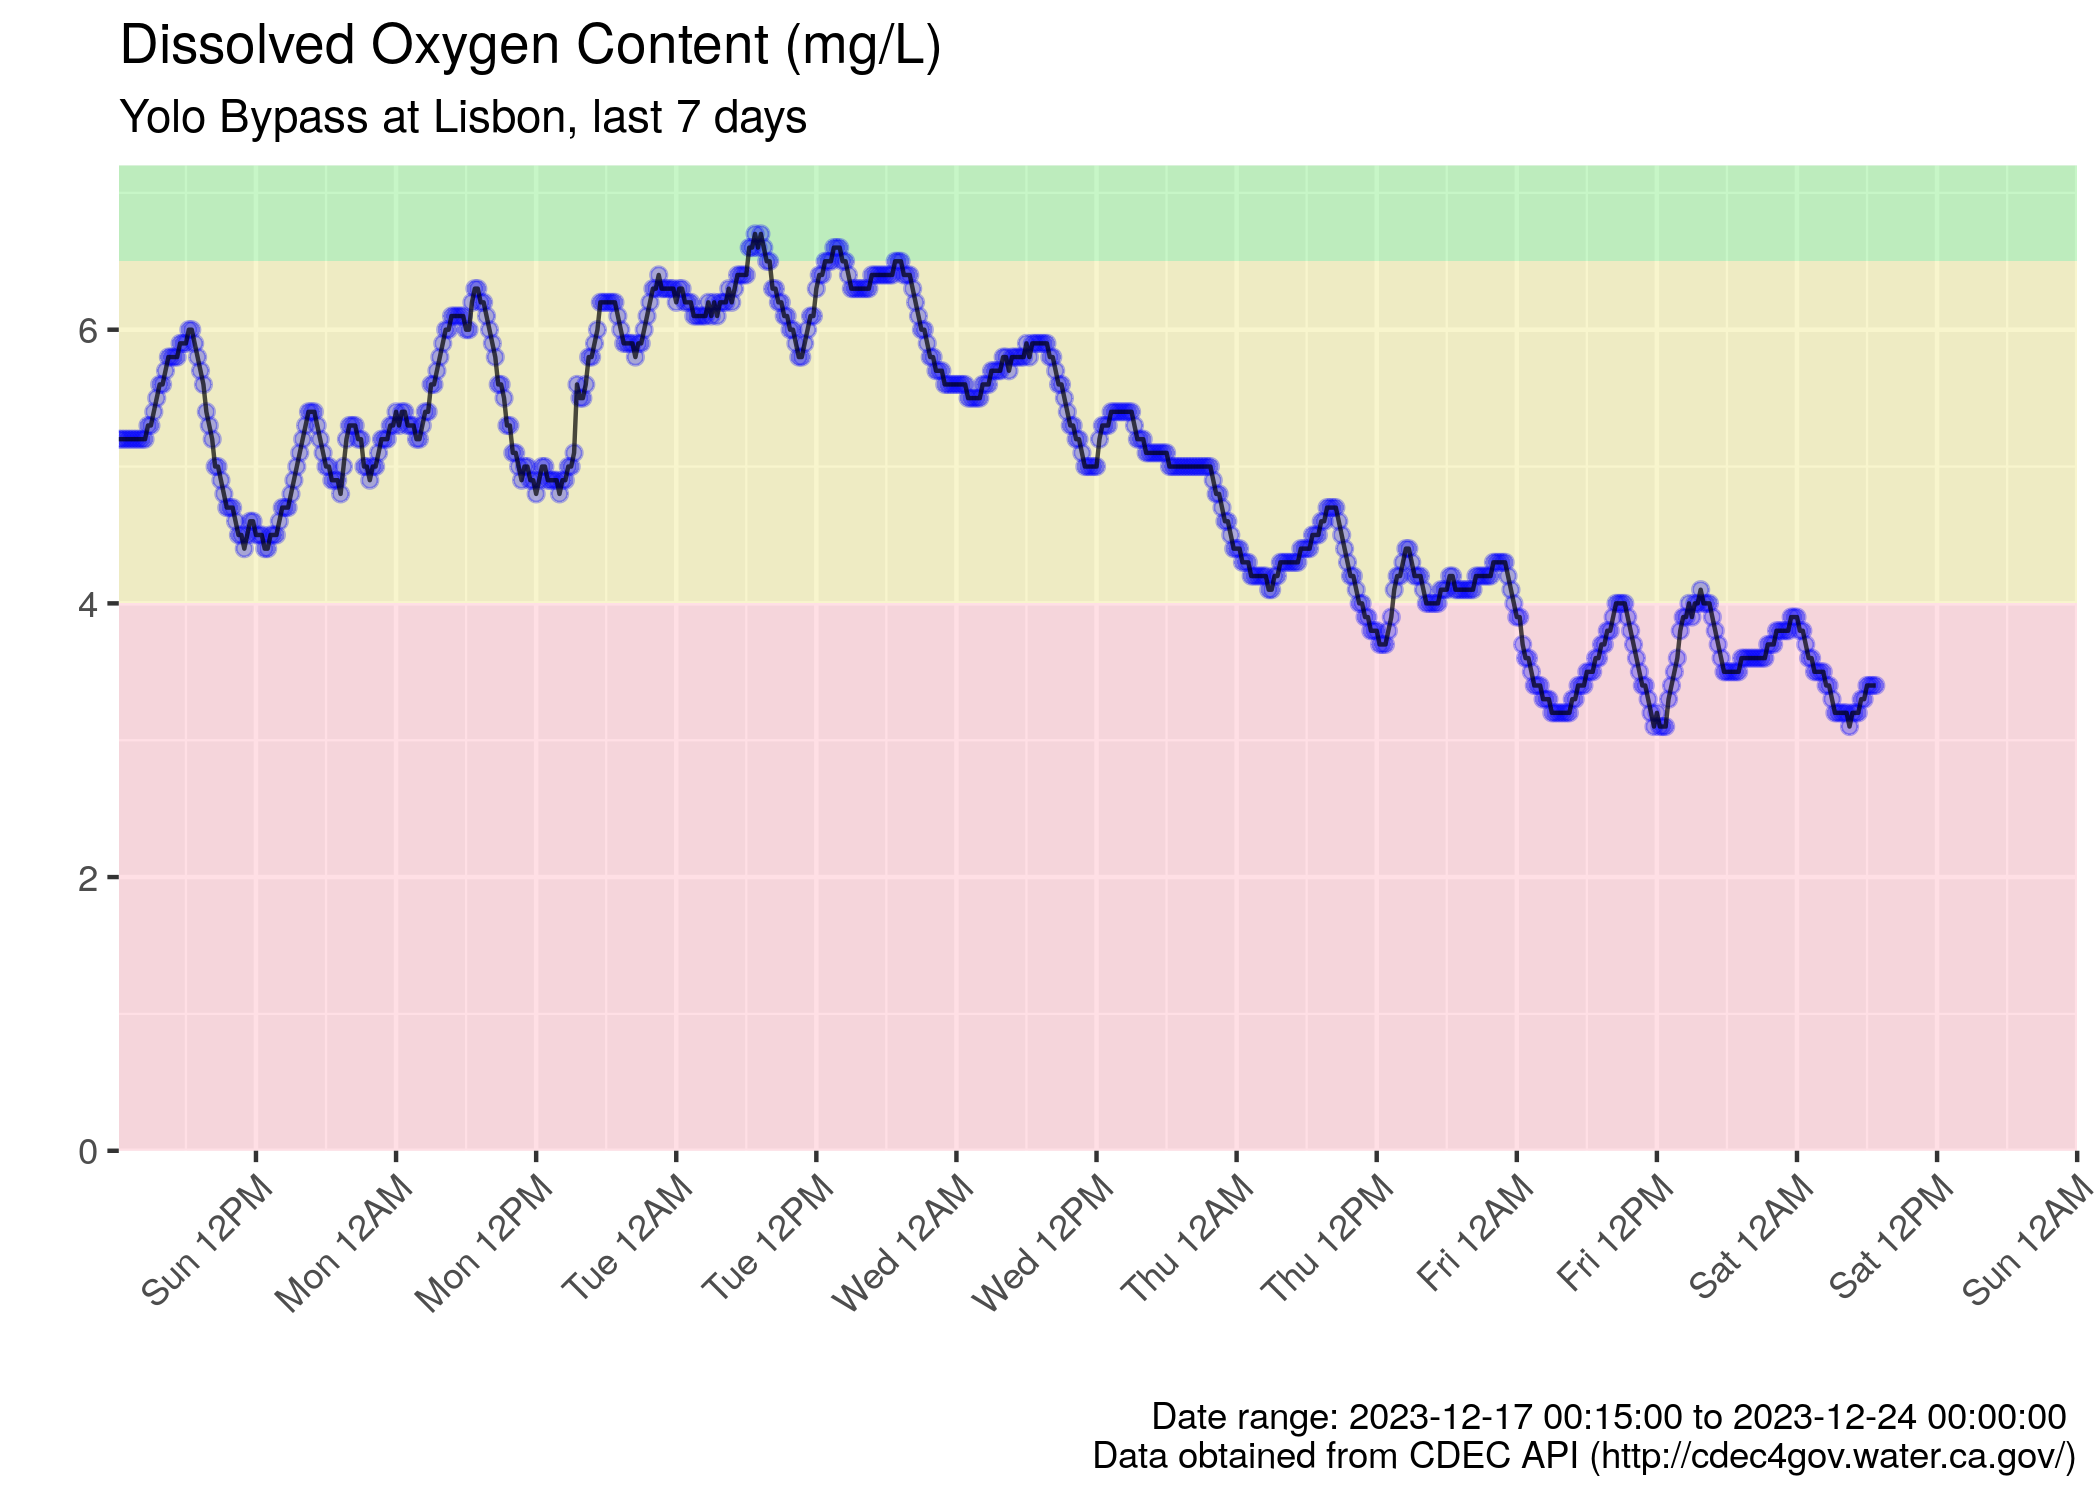 Dissolved Oxygen Content (mg/L)
Yolo Bypass at Lisbon, last 7 days
6
4
2
0
Sun 12PM
Mon 12AM
Mon 12PM
Tue 12AM
Tue 12PM
Wed 12AM
Wed 12PM
Thu 12AM
Thu 12PM
Fri 12AM
Fri 12PM
Sat 12AM
Sat 12PM
Sun 12AM
Date range: 2023-12-17 00:15:00 to 2023-12-24 00:00:00
Data obtained from CDEC API (http://cdec4gov.water.ca.gov/)